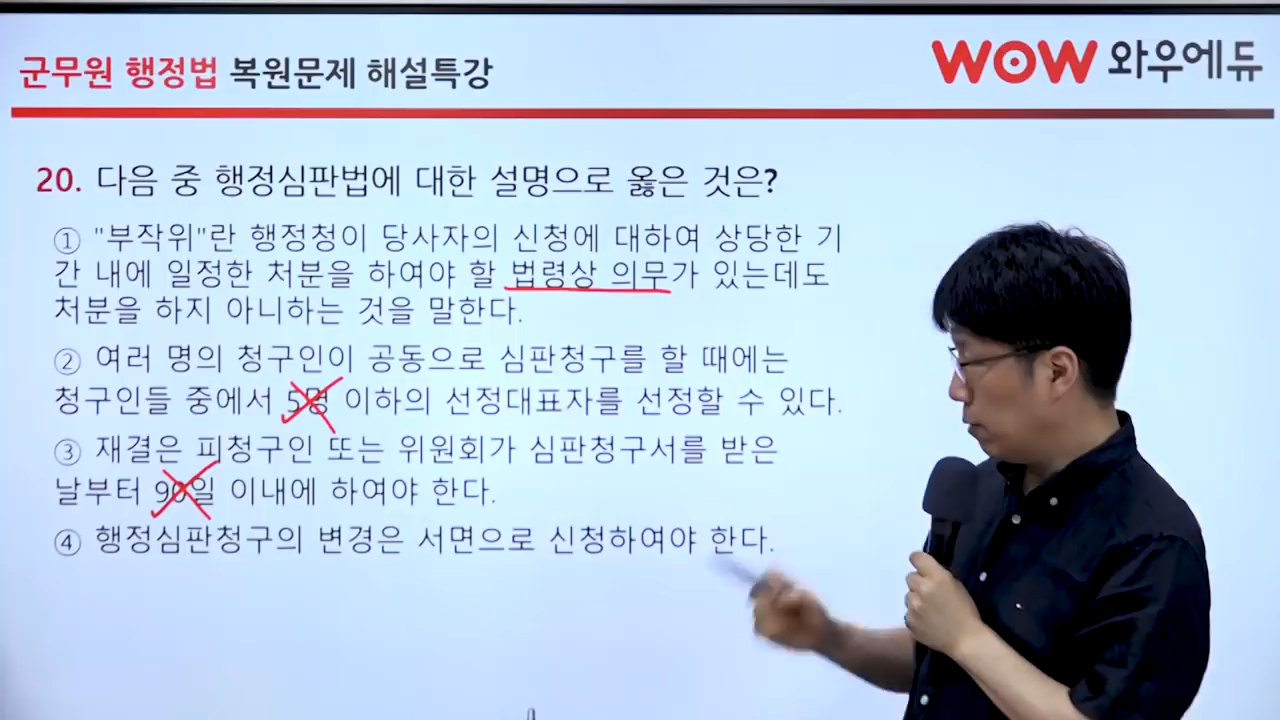 군무원 행정법 복원문제 해설특강
WOW 와우에듀
20. 다음 중 행정심판법에 대한 설명으로 옳은 것은?
① "부작위"란 행정청이 당사자의 신청에 대하여 상당한 기
간 내에 일정한 처분을 하여야 할 법령상 의무가 있는데도
처분을 하지 아니하는 것을 말한다.
② 여러 명의 청구인이 공동으로 심판청구를 할 때에는
청구인들 중에서 5명 이하의 선정대표자를 선정할 수 있다.
③ 재결은 피청구인 또는 위원회가 심판청구서를 받은
날부터 90일 이내에 하여야 한다.
④ 행정심판청구의 변경은 서면으로 신청하여야 한다.